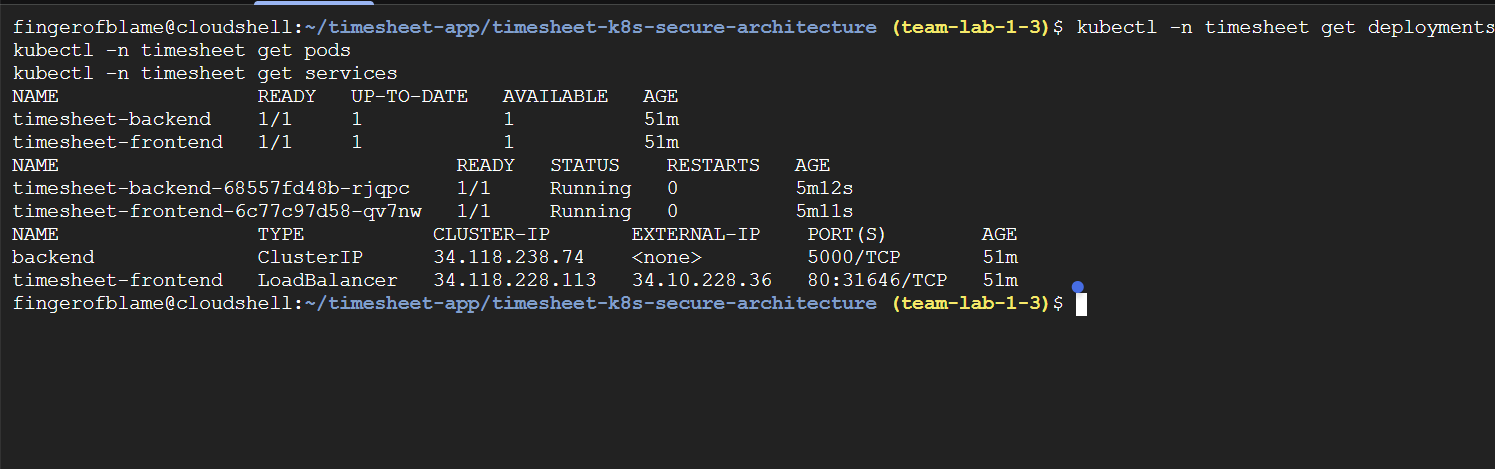 fingerofblame@cloudshell:~/timesheet-app/timesheet-k8s-secure-architecture (team-lab-1-3)$ kubectl -n timesheet get deployments
kubectl -n timesheet get pods
kubectl -n timesheet get services
NAME READY UP-TO-DATE AVAILABLE AGE
timesheet-backend 1/1 1 1 51m
timesheet-frontend 1/1 1 1 51m
NAME READY STATUS RESTARTS AGE
timesheet-backend-68557fd48b-rjqpc 1/1 Running 0 5m12s
timesheet-frontend-6c77c97d58-qv7nw 1/1 Running 0 5m11s
NAME TYPE CLUSTER-IP EXTERNAL-IP PORT(S) AGE
backend ClusterIP 34.118.238.74 <none> 5000/TCP 51m
timesheet-frontend LoadBalancer 34.118.228.113 34.10.228.36 80:31646/TCP 51m
fingerofblame@cloudshell:~/timesheet-app/timesheet-k8s-secure-architecture (team-lab-1-3)$